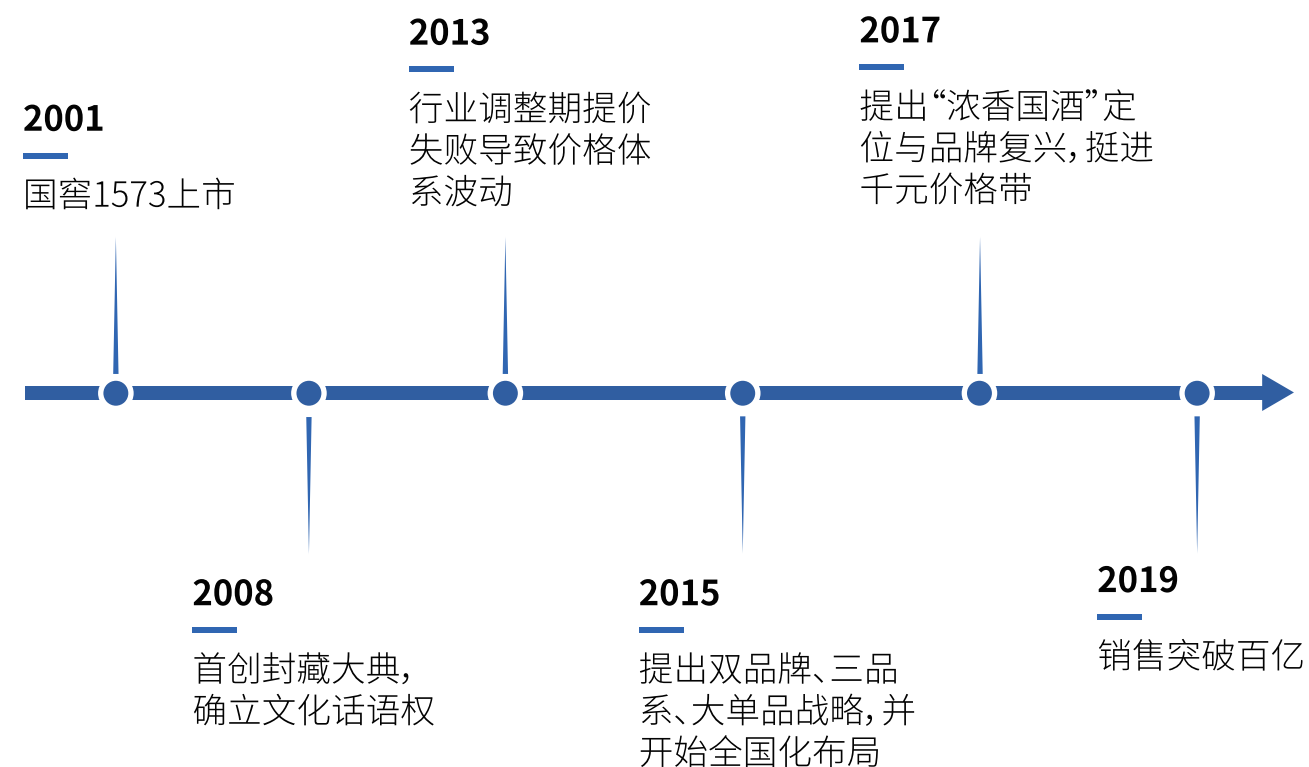 2001
国窖1573上市
2008
首创封藏大典，
确立文化话语权
2013
行业调整期提价
失败导致价格体
系波动
2015
提出双品牌、三品
系、大单品战略，并
开始全国化布局
2017
提出“浓香国酒”定
位与品牌复兴，挺进
千元价格带
2019
销售突破百亿